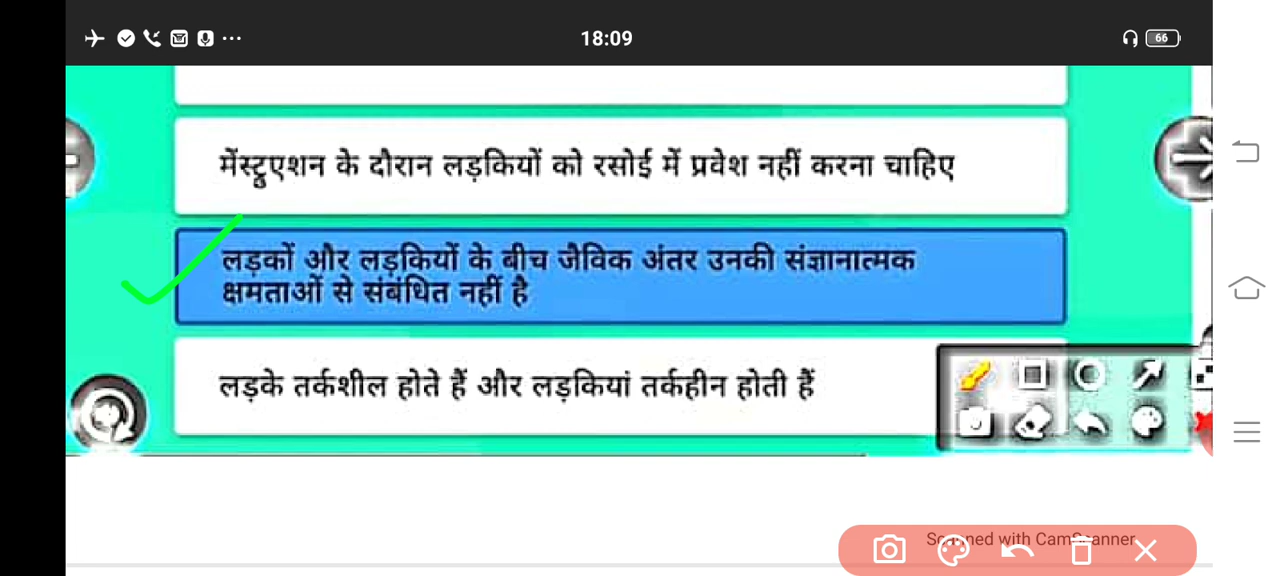 18:09
66
मेंस्ट्रुएशन के दौरान लड़कियों को रसोई में प्रवेश नहीं करना चाहिए
लड़कों और लड़कियों के बीच जैविक अंतर उनकी संज्ञानात्मक
क्षमताओं से संबंधित नहीं है
लड़के तर्कशील होते हैं और लड़कियां तर्कहीन होती हैं
Scanned with CamScanner